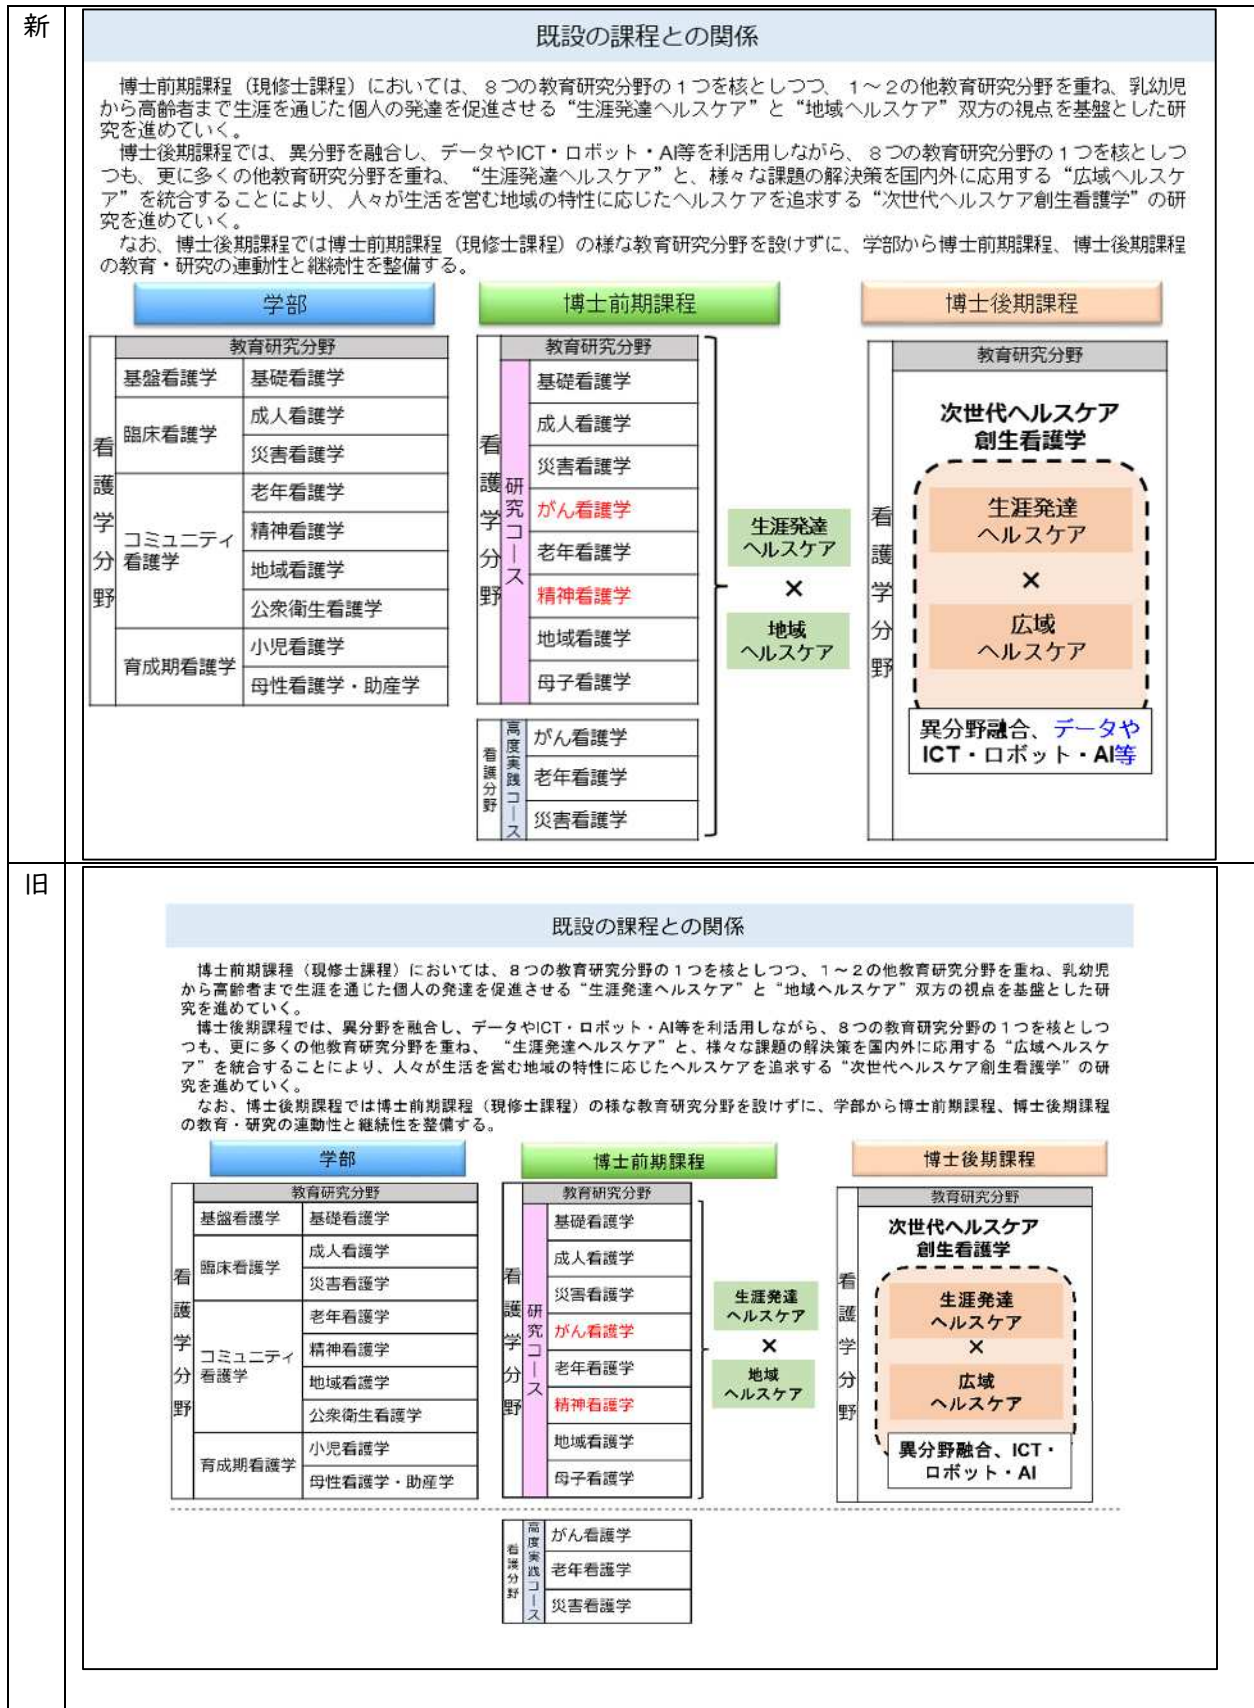 新
既設の課程との関係
博士前期課程（現修士課程）においては、８つの教育研究分野の１つを核としつつ、１～２の他教育研究分野を重ね、乳幼児
から高齢者まで生涯を通じた個人の発達を促進させる“生涯発達ヘルスケア”と“地域ヘルスケア”双方の視点を基盤とした研
究を進めていく。
博士後期課程では、異分野を融合し、データやICT・ロボット・AI等を利活用しながら、８つの教育研究分野の１つを核としつ
つも、更に多くの他教育研究分野を重ね、“生涯発達ヘルスケア”と、様々な課題の解決策を国内外に応用する“広域ヘルスケ
ア”を統合することにより、人々が生活を営む地域の特性に応じたヘルスケアを追求する“次世代ヘルスケア創生看護学”の研
究を進めていく。
なお、博士後期課程では博士前期課程（現修士課程）の様な教育研究分野を設けずに、学部から博士前期課程、博士後期課程
の教育・研究の連動性と継続性を整備する。
学部
看護学分野
教育研究分野
基盤看護学
基礎看護学
臨床看護学
成人看護学
災害看護学
コミュニティ
看護学
老年看護学
精神看護学
地域看護学
公衆衛生看護学
育成期看護学
小児看護学
母性看護学・助産学
博士前期課程
看護学分野
研究コース
教育研究分野
基礎看護学
成人看護学
災害看護学
がん看護学
老年看護学
精神看護学
地域看護学
母子看護学
看護分野
高度実践コース
がん看護学
老年看護学
災害看護学
生涯発達
ヘルスケア
×
地域
ヘルスケア
博士後期課程
看護学分野
教育研究分野
次世代ヘルスケア
創生看護学
生涯発達
ヘルスケア
×
広域
ヘルスケア
異分野融合、データや
ICT・ロボット・AI等
旧
既設の課程との関係
博士前期課程（現修士課程）においては、８つの教育研究分野の１つを核としつつ、１～２の他教育研究分野を重ね、乳幼児
から高齢者まで生涯を通じた個人の発達を促進させる“生涯発達ヘルスケア”と“地域ヘルスケア”双方の視点を基盤とした研
究を進めていく。
博士後期課程では、異分野を融合し、データやICT・ロボット・AI等を利活用しながら、８つの教育研究分野の１つを核としつ
つも、更に多くの他教育研究分野を重ね、 “生涯発達ヘルスケア”と、様々な課題の解決策を国内外に応用する“広域ヘルスケ
ア”を統合することにより、人々が生活を営む地域の特性に応じたヘルスケアを追求する“次世代ヘルスケア創生看護学”の研
究を進めていく。
なお、博士後期課程では博士前期課程（現修士課程）の様な教育研究分野を設けずに、学部から博士前期課程、博士後期課程
の教育・研究の連動性と継続性を整備する。
学部
看護学分野
教育研究分野
基盤看護学
基礎看護学
臨床看護学
成人看護学
災害看護学
コミュニティ
看護学
老年看護学
精神看護学
地域看護学
公衆衛生看護学
育成期看護学
小児看護学
母性看護学・助産学
博士前期課程
看護学分野
研究コース
教育研究分野
基礎看護学
成人看護学
災害看護学
がん看護学
老年看護学
精神看護学
地域看護学
母子看護学
生涯発達
ヘルスケア
×
地域
ヘルスケア
博士後期課程
看護学分野
教育研究分野
次世代ヘルスケア
創生看護学
生涯発達
ヘルスケア
×
広域
ヘルスケア
異分野融合、ICT・
ロボット・AI
看護分野
高度実践コース
がん看護学
老年看護学
災害看護学